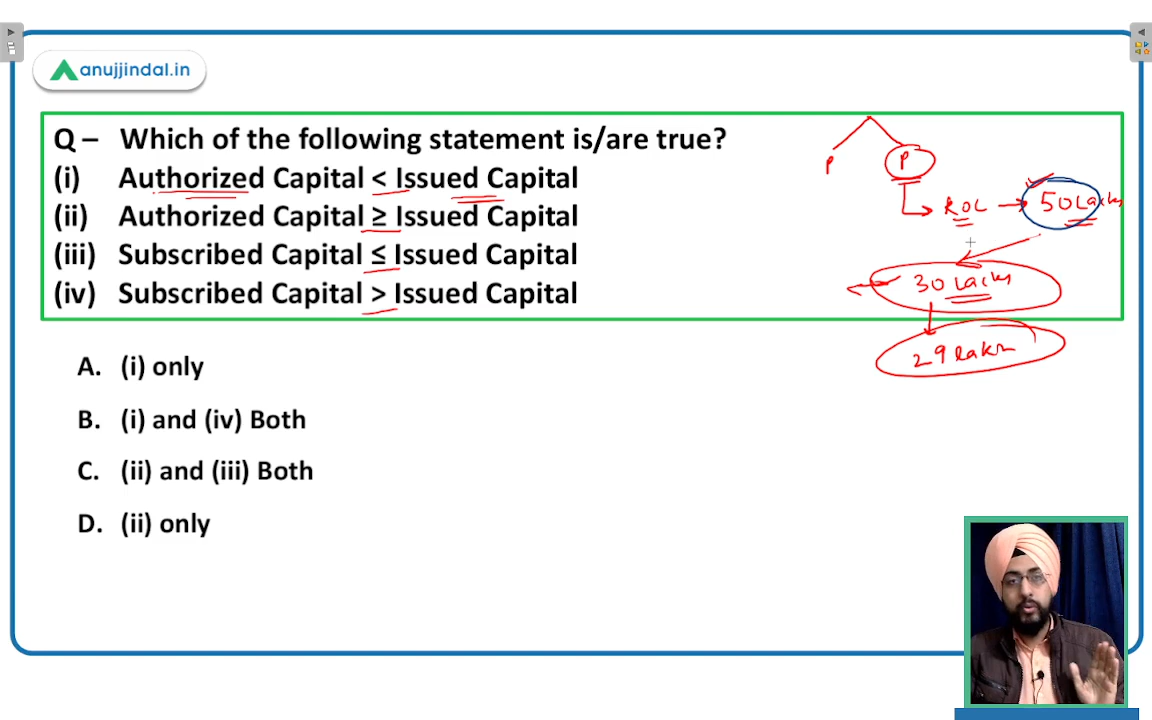 anujjindal.in
Q – Which of the following statement is/are true?
(i) Authorized Capital < Issued Capital
(ii) Authorized Capital ≥ Issued Capital
(iii) Subscribed Capital ≤ Issued Capital
(iv) Subscribed Capital > Issued Capital
P P
ROC → 50 Lacks
30 Lacks
29 lakh
A. (i) only
B. (i) and (iv) Both
C. (ii) and (iii) Both
D. (ii) only